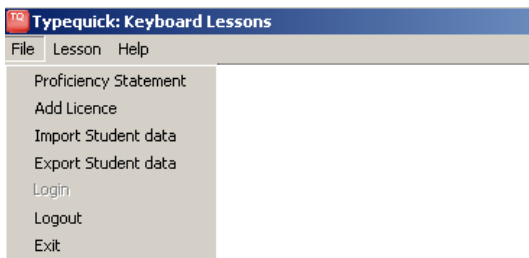 TQ Typequick: Keyboard Lessons
File Lesson Help
Proficiency Statement
Add Licence
Import Student data
Export Student data
Login
Logout
Exit